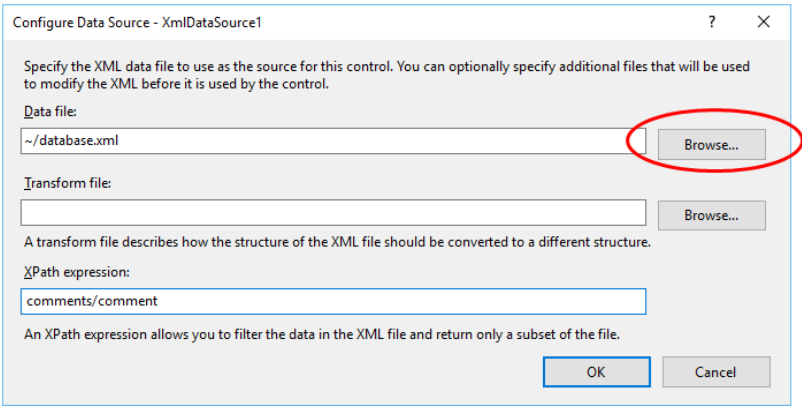 Configure Data Source - XmlDataSource1 ?
Specify the XML data file to use as the source for this control. You can optionally specify additional files that will be used
to modify the XML before it is used by the control.
Data file:
~/database.xml Browse...
Transform file:
Browse...
A transform file describes how the structure of the XML file should be converted to a different structure.
XPath expression:
comments/comment
An XPath expression allows you to filter the data in the XML file and return only a subset of the file.
OK Cancel